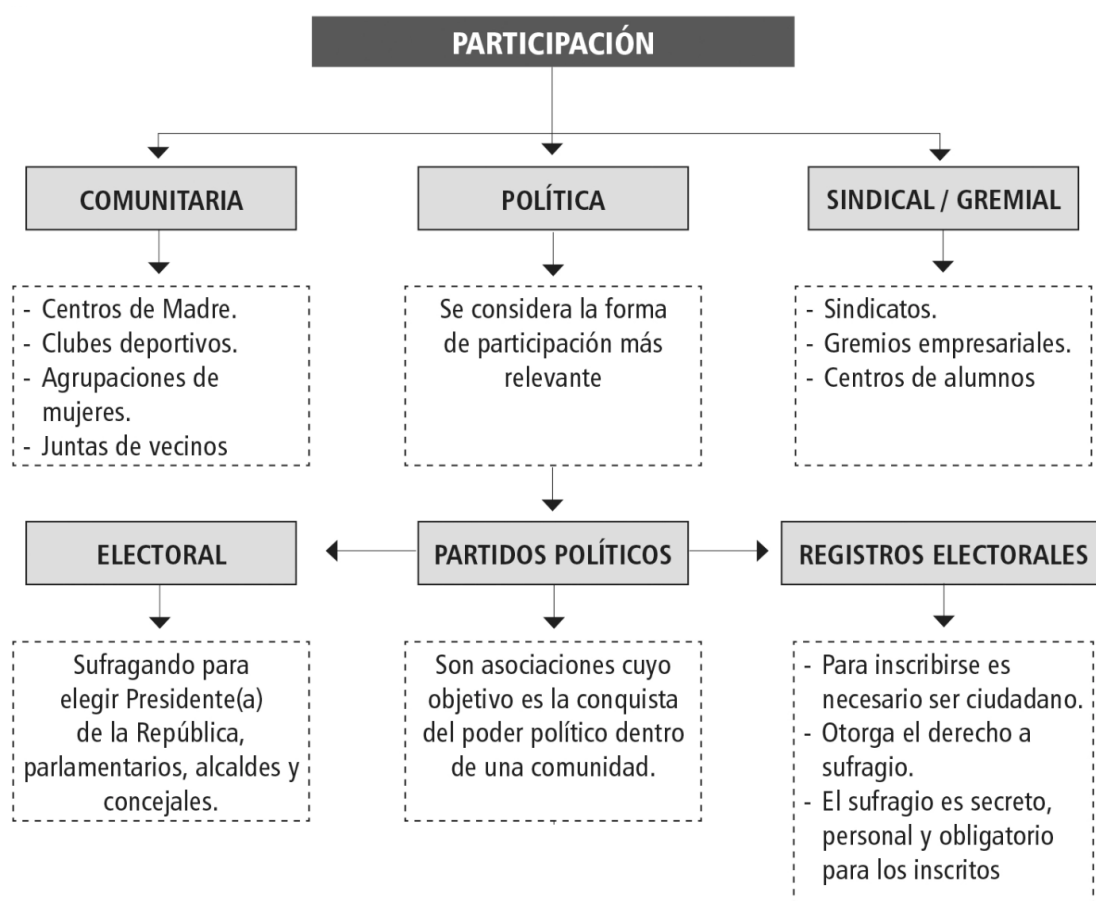 PARTICIPACIÓN
COMUNITARIA
- Centros de Madre.
- Clubes deportivos.
- Agrupaciones de
mujeres.
- Juntas de vecinos
POLÍTICA
Se considera la forma
de participación más
relevante
SINDICAL / GREMIAL
- Sindicatos.
- Gremios empresariales.
- Centros de alumnos
ELECTORAL
Sufragando para
elegir Presidente(a)
de la República,
parlamentarios, alcaldes y
concejales.
PARTIDOS POLÍTICOS
Son asociaciones cuyo
objetivo es la conquista
del poder político dentro
de una comunidad.
REGISTROS ELECTORALES
- Para inscribirse es
necesario ser ciudadano.
- Otorga el derecho a
sufragio.
- El sufragio es secreto,
personal y obligatorio
para los inscritos